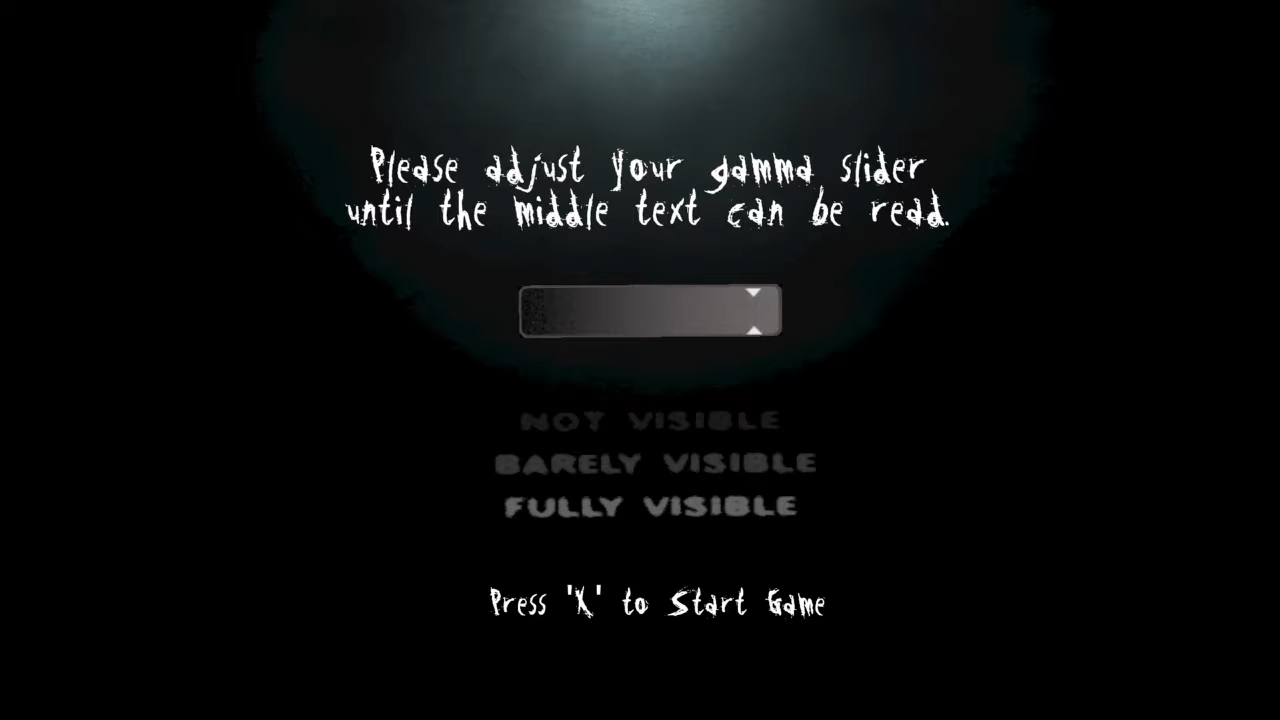 Please adjust your gamma slider
until the middle text can be read.
NOT VISIBLE
BARELY VISIBLE
FULLY VISIBLE
Press 'X' to Start Game